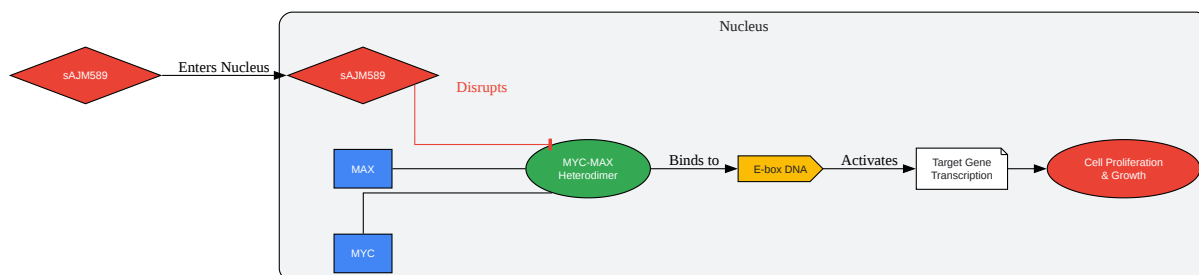 Nucleus
sAJM589
Enters Nucleus
sAJM589
Disrupts
MAX
MYC-MAX
Heterodimer
Binds to
E-box DNA
Activates
Target Gene
Transcription
Cell Proliferation
& Growth
MYC